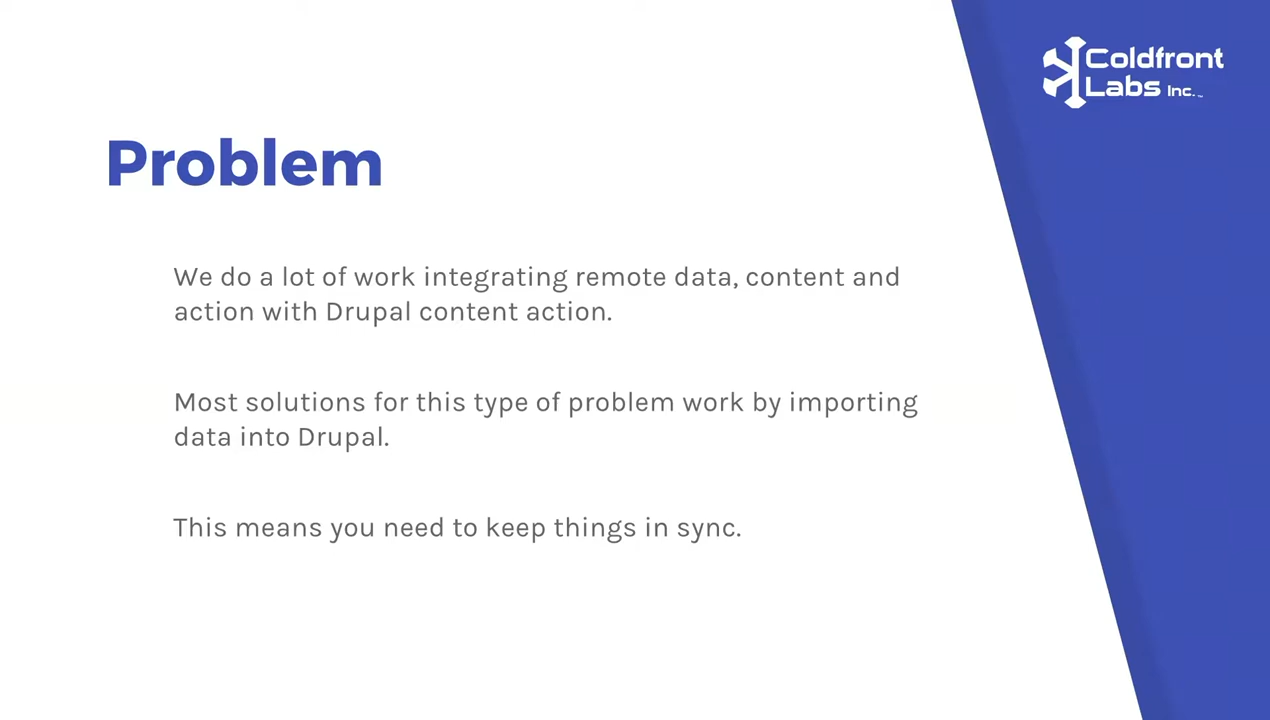 Coldfront
Labs Inc.™
Problem
We do a lot of work integrating remote data, content and
action with Drupal content action.
Most solutions for this type of problem work by importing
data into Drupal.
This means you need to keep things in sync.